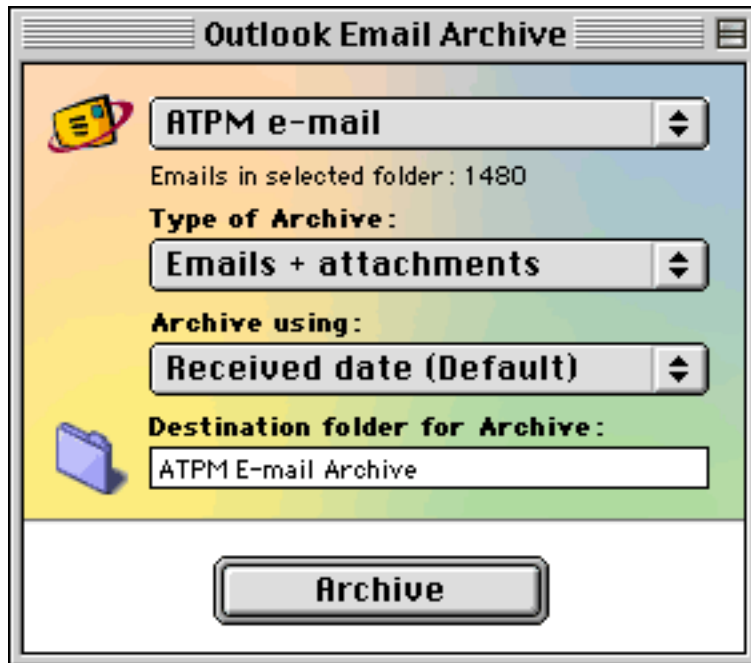 Outlook Email Archive
ATPM e-mail
Emails in selected folder: 1480
Type of Archive:
Emails + attachments
Archive using:
Received date (Default)
Destination folder for Archive:
ATPM E-mail Archive
Archive